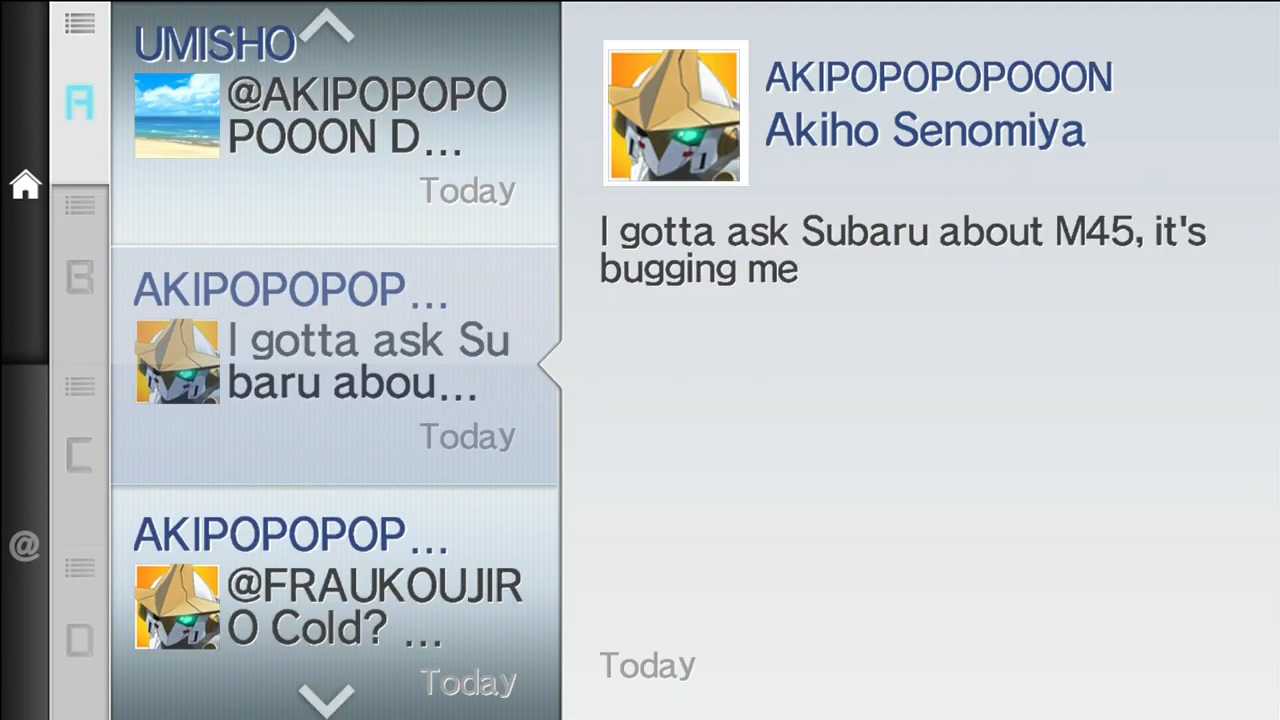 A
B
C
D
@
UMISHO
@AKIPOPOPO
POOON D...
Today
AKIPOPOPOP...
I gotta ask Su
baru abou...
Today
AKIPOPOPOP...
@FRAUKOUJIR
O Cold? ...
Today
AKIPOPOPOPOOON
Akiho Senomiya
I gotta ask Subaru about M45, it's
bugging me
Today